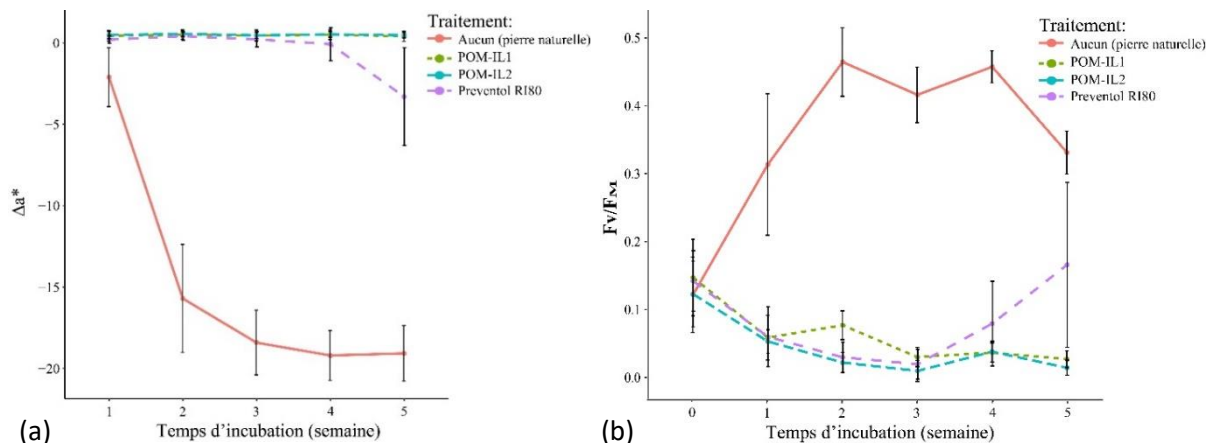 Traitement:
Aucun (pierre naturelle)
POM-IL1
POM-IL2
Preventol RI80
0
−5
−10
−15
−20
Δa*
1 2 3 4 5
Temps d’incubation (semaine)
(a)
Traitement:
Aucun (pierre naturelle)
POM-IL1
POM-IL2
Preventol RI80
0.5
0.4
0.3
0.2
0.1
0.0
Fv/FM
0 1 2 3 4 5
Temps d’incubation (semaine)
(b)